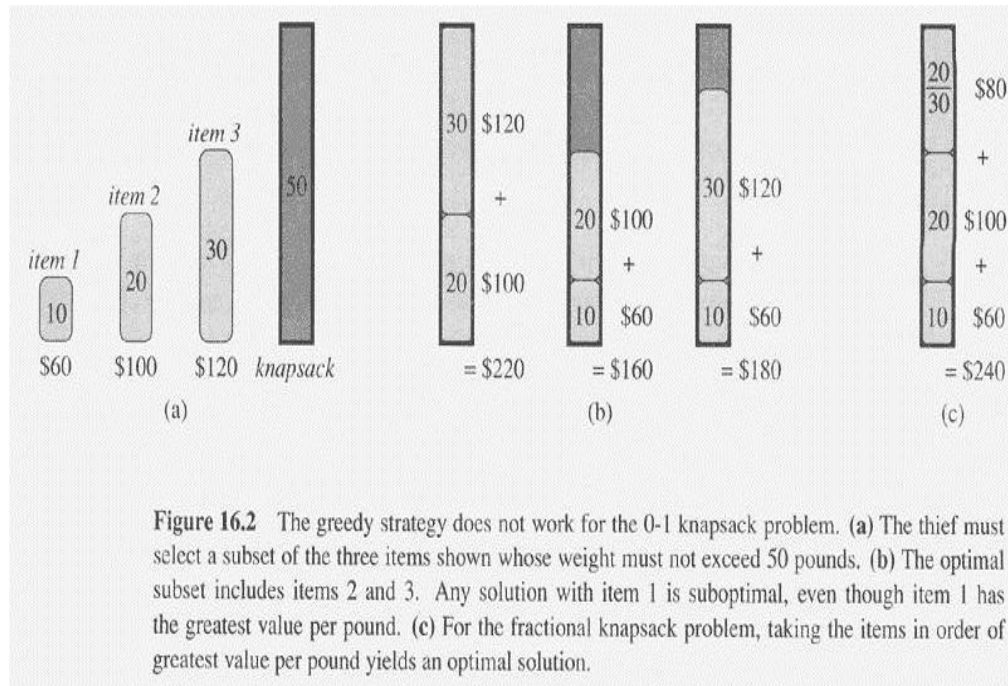 item 1
10
$60
item 2
20
$100
item 3
30
$120
50
knapsack
(a)
30 $120
+
20 $100
= $220
20 $100
+
10 $60
= $160
30 $120
+
10 $60
= $180
(b)
20
30
$80
+
20 $100
+
10 $60
= $240
(c)
Figure 16.2 The greedy strategy does not work for the 0-1 knapsack problem. (a) The thief must
select a subset of the three items shown whose weight must not exceed 50 pounds. (b) The optimal
subset includes items 2 and 3. Any solution with item 1 is suboptimal, even though item 1 has
the greatest value per pound. (c) For the fractional knapsack problem, taking the items in order of
greatest value per pound yields an optimal solution.